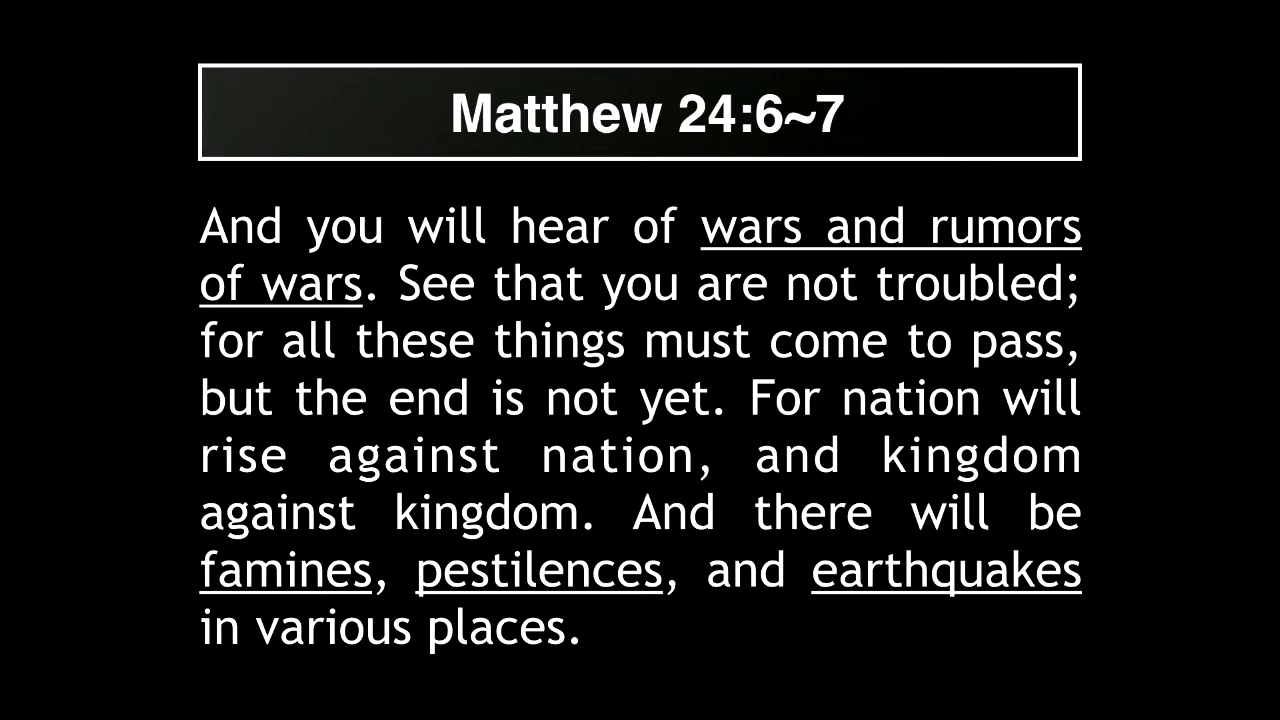 Matthew 24:6~7
And you will hear of wars and rumors
of wars. See that you are not troubled;
for all these things must come to pass,
but the end is not yet. For nation will
rise against nation, and kingdom
against kingdom. And there will be
famines, pestilences, and earthquakes
in various places.